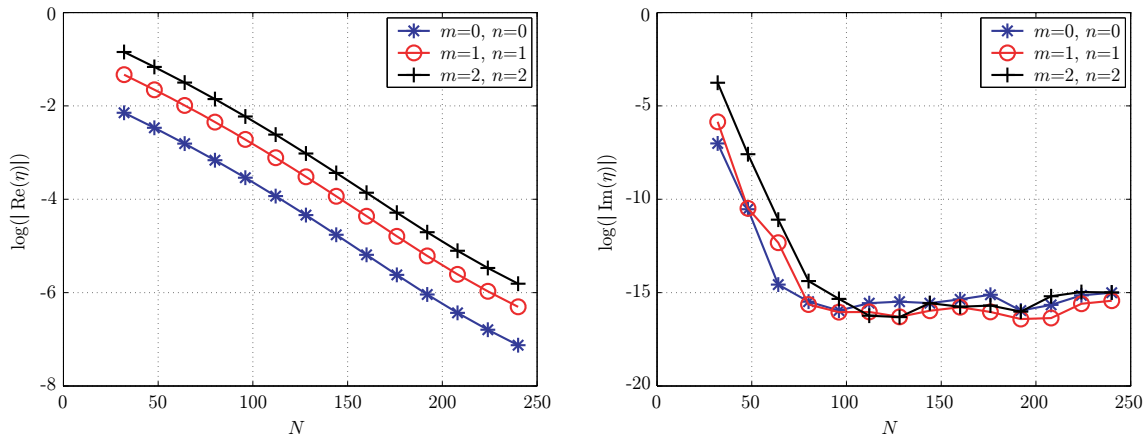 0
-2
-4
-6
-8
0
50
100
150
200
250
N
log(| Re(η)|)
m=0, n=0
m=1, n=1
m=2, n=2
0
-5
-10
-15
-20
0
50
100
150
200
250
N
log(| Im(η)|)
m=0, n=0
m=1, n=1
m=2, n=2